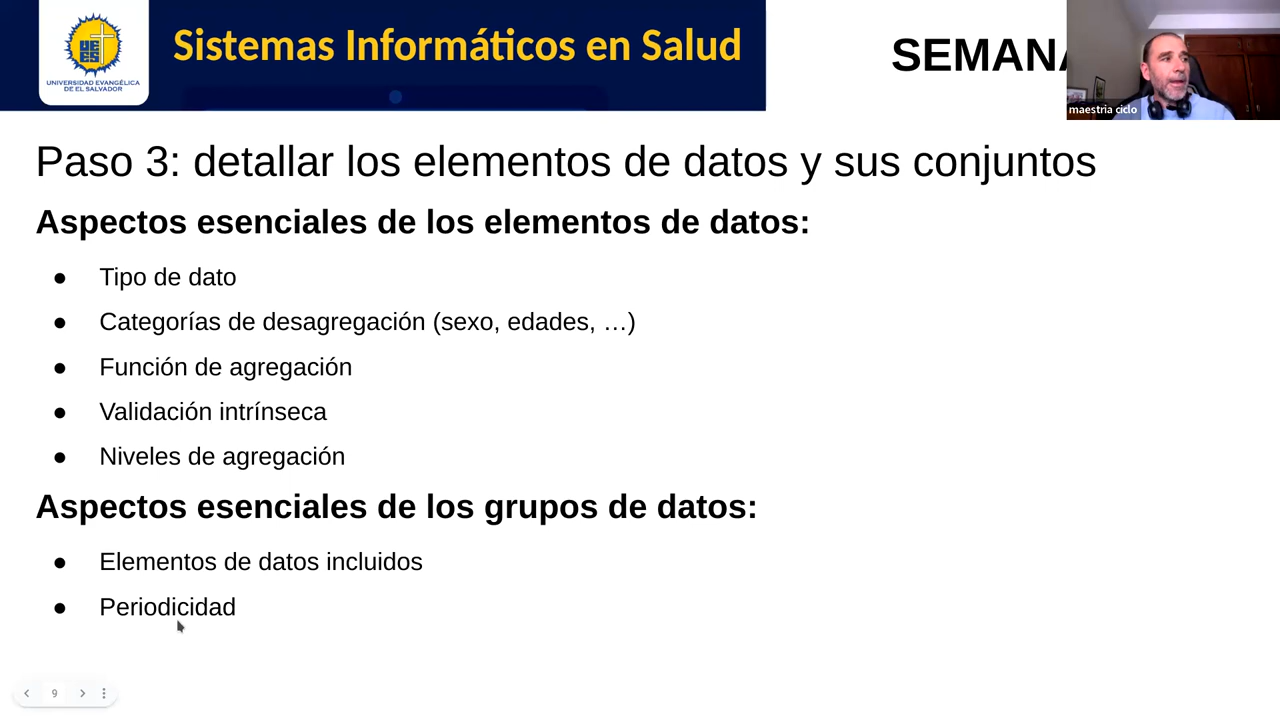 UEES
UNIVERSIDAD EVANGÉLICA
DE EL SALVADOR
Sistemas Informáticos en Salud
SEMANA
maestria ciclo
Paso 3: detallar los elementos de datos y sus conjuntos
Aspectos esenciales de los elementos de datos:
● Tipo de dato
● Categorías de desagregación (sexo, edades, …)
● Función de agregación
● Validación intrínseca
● Niveles de agregación
Aspectos esenciales de los grupos de datos:
● Elementos de datos incluidos
● Periodicidad
9